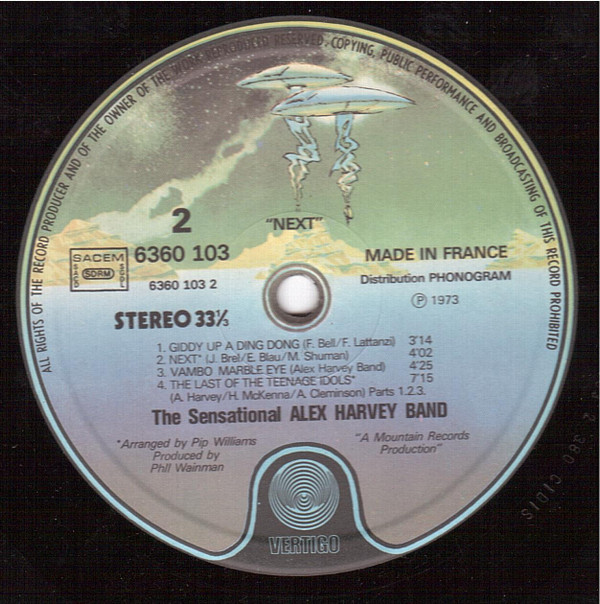 ALL RIGHTS OF THE RECORD PRODUCER AND OF THE OWNER OF THE WORK REPRODUCED RESERVED, COPYING, PUBLIC PERFORMANCE AND BROADCASTING OF THIS RECORD PROHIBITED
2
"NEXT"
SACEM
SDRM
6360 103
6360 103 2
MADE IN FRANCE
Distribution PHONOGRAM
Ⓟ 1973
STEREO 33⅓
1. GIDDY UP A DING DONG (F. Bell/F. Lattanzi) 3'14
2. NEXT* (J. Brel/E. Blau/M. Shuman) 4'02
3. VAMBO MARBLE EYE (Alex Harvey Band) 4'25
4. THE LAST OF THE TEENAGE IDOLS* 7'15
(A. Harvey/H. McKenna/A. Cleminson) Parts 1.2.3.
The Sensational ALEX HARVEY BAND
*Arranged by Pip Williams
Produced by
Phill Wainman
"A Mountain Records
Production"
VERTIGO